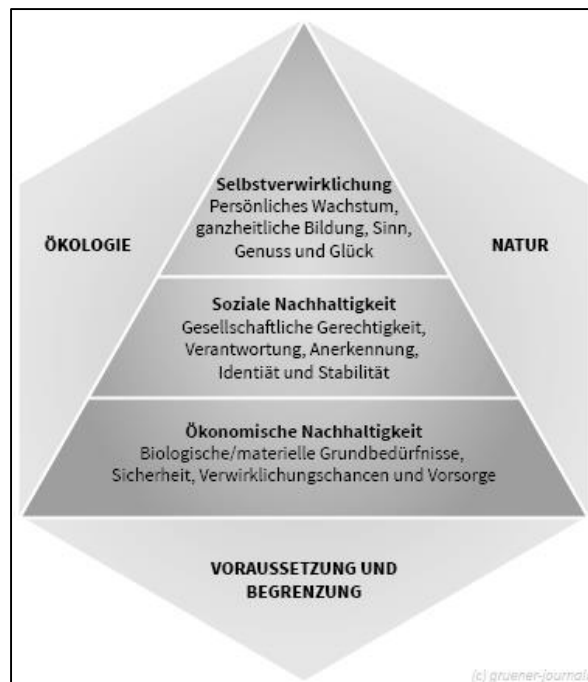 Selbstverwirklichung
Persönliches Wachstum,
ganzheitliche Bildung, Sinn,
Genuss und Glück
ÖKOLOGIE
NATUR
Soziale Nachhaltigkeit
Gesellschaftliche Gerechtigkeit,
Verantwortung, Anerkennung,
Identiät und Stabilität
Ökonomische Nachhaltigkeit
Biologische/materielle Grundbedürfnisse,
Sicherheit, Verwirklichungschancen und Vorsorge
VORAUSSETZUNG UND
BEGRENZUNG
(c) gruener-journal